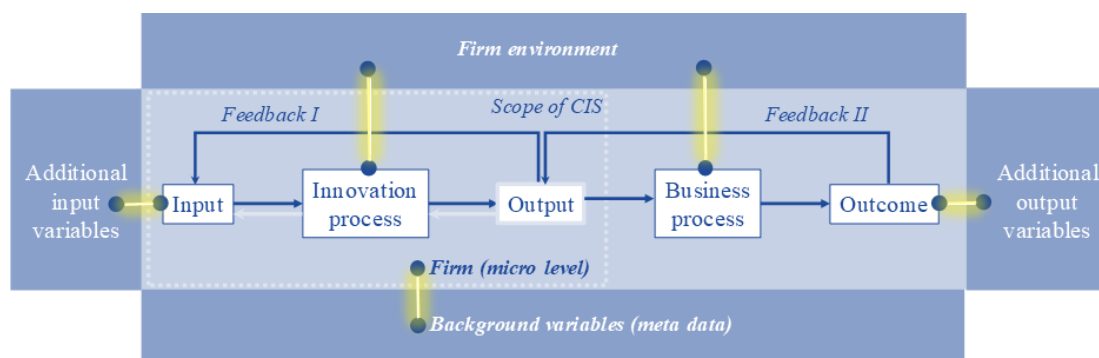 Firm environment
Feedback I
Scope of CIS
Feedback II
Additional
input
variables
Input
Innovation
process
Output
Business
process
Outcome
Additional
output
variables
Firm (micro level)
Background variables (meta data)